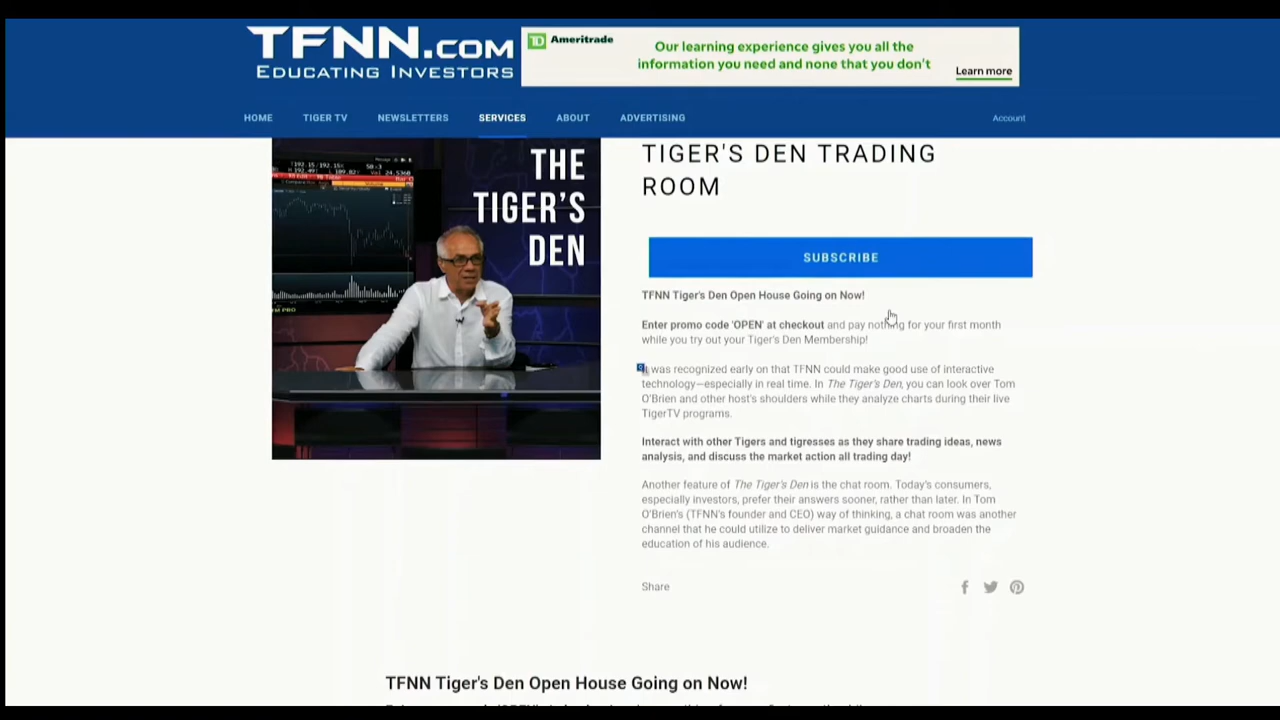 TFNN.COM
EDUCATING INVESTORS
TD Ameritrade
Our learning experience gives you all the
information you need and none that you don't
Learn more
HOME TIGER TV NEWSLETTERS SERVICES ABOUT ADVERTISING Account
THE
TIGER'S
DEN
TIGER'S DEN TRADING
ROOM
SUBSCRIBE
TFNN Tiger's Den Open House Going on Now!
Enter promo code 'OPEN' at checkout and pay nothing for your first month
while you try out your Tiger's Den Membership!
It was recognized early on that TFNN could make good use of interactive
technology—especially in real time. In The Tiger's Den, you can look over Tom
O'Brien and other host's shoulders while they analyze charts during their live
TigerTV programs.
Interact with other Tigers and tigresses as they share trading ideas, news
analysis, and discuss the market action all trading day!
Another feature of The Tiger's Den is the chat room. Today's consumers,
especially investors, prefer their answers sooner, rather than later. In Tom
O'Brien's (TFNN's founder and CEO) way of thinking, a chat room was another
channel that he could utilize to deliver market guidance and broaden the
education of his audience.
Share
TFNN Tiger's Den Open House Going on Now!